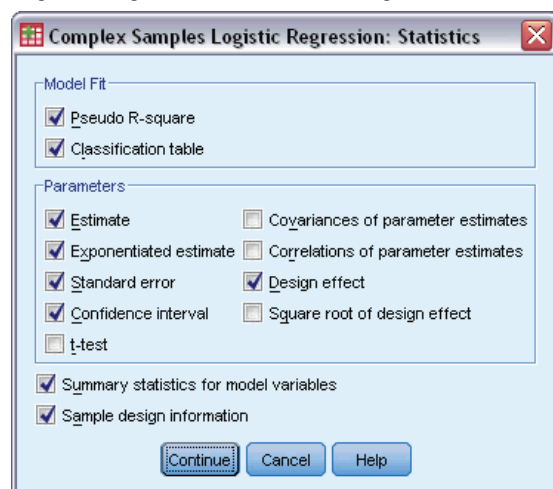 Complex Samples Logistic Regression: Statistics
Model Fit
Pseudo R-square
Classification table
Parameters
Estimate
Covariances of parameter estimates
Exponentiated estimate
Correlations of parameter estimates
Standard error
Design effect
Confidence interval
Square root of design effect
t-test
Summary statistics for model variables
Sample design information
Continue
Cancel
Help